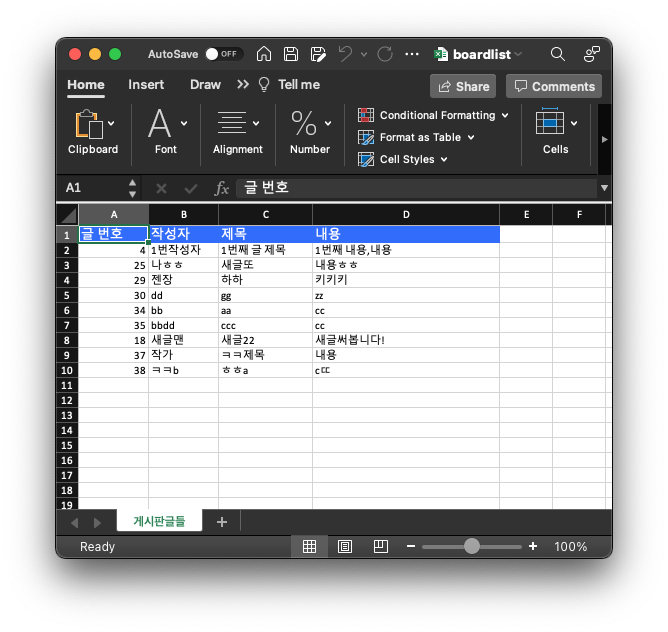 AutoSave OFF boardlist
Home Insert Draw Tell me Share Comments
Clipboard Font Alignment Number Conditional Formatting Format as Table Cell Styles Cells
A1 fx 글 번호
A B C D E F
1 글 번호 작성자 제목 내용
2 4 1번작성자 1번째 글 제목 1번째 내용,내용
3 25 나ㅎㅎ 새글또 내용ㅎㅎ
4 29 젠장 하하 키키키
5 30 dd gg zz
6 34 bb aa cc
7 35 bbdd ccc cc
8 18 새글맨 새글22 새글써봅니다!
9 37 작가 ㅋㅋ제목 내용
10 38 ㅋㅋb ㅎㅎa cㄸ
11
12
13
14
15
16
17
18
19
게시판글들
Ready 100%